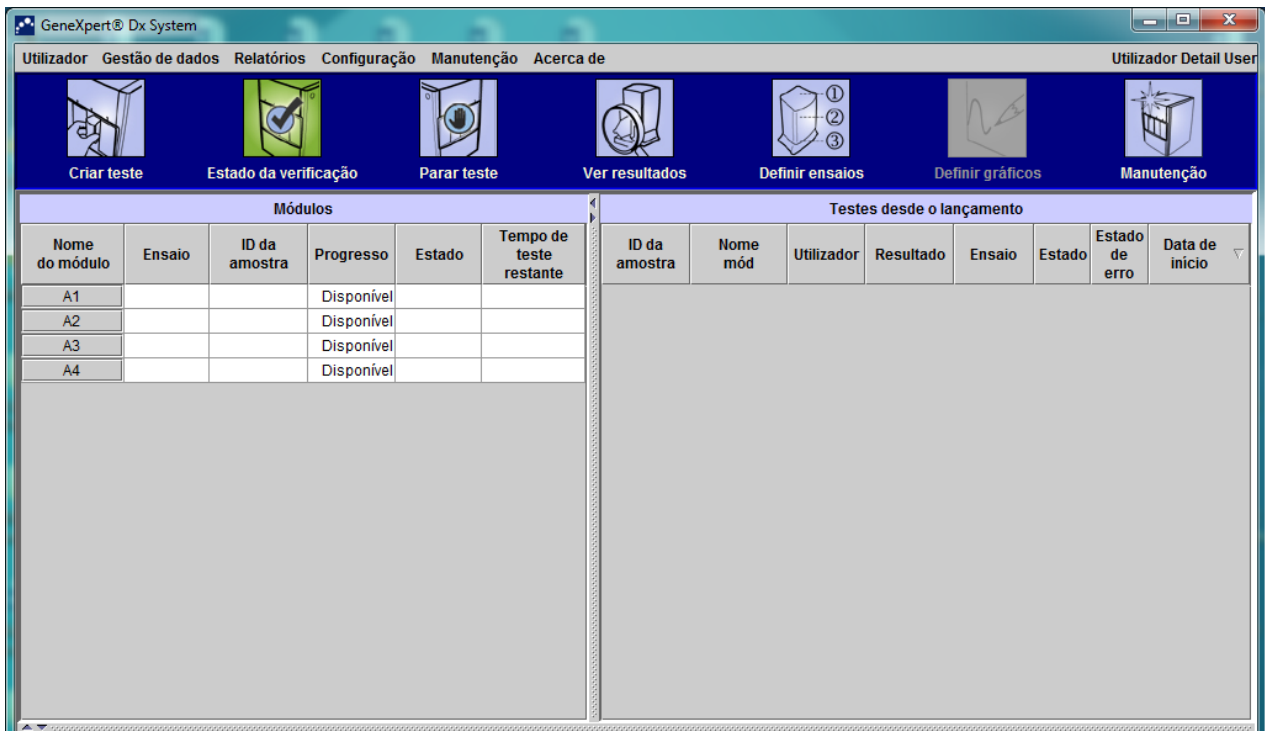 GeneXpert® Dx System
Utilizador Gestão de dados Relatórios Configuração Manutenção Acerca de Utilizador Detail User
1
2
3
Criar teste Estado da verificação Parar teste Ver resultados Definir ensaios Definir gráficos Manutenção
Módulos
Nome
do módulo
Ensaio
ID da
amostra
Progresso
Estado
Tempo de
teste
restante
A1 Disponível
A2 Disponível
A3 Disponível
A4 Disponível
Testes desde o lançamento
ID da
amostra
Nome
mód
Utilizador
Resultado
Ensaio
Estado
Estado
de
erro
Data de
início